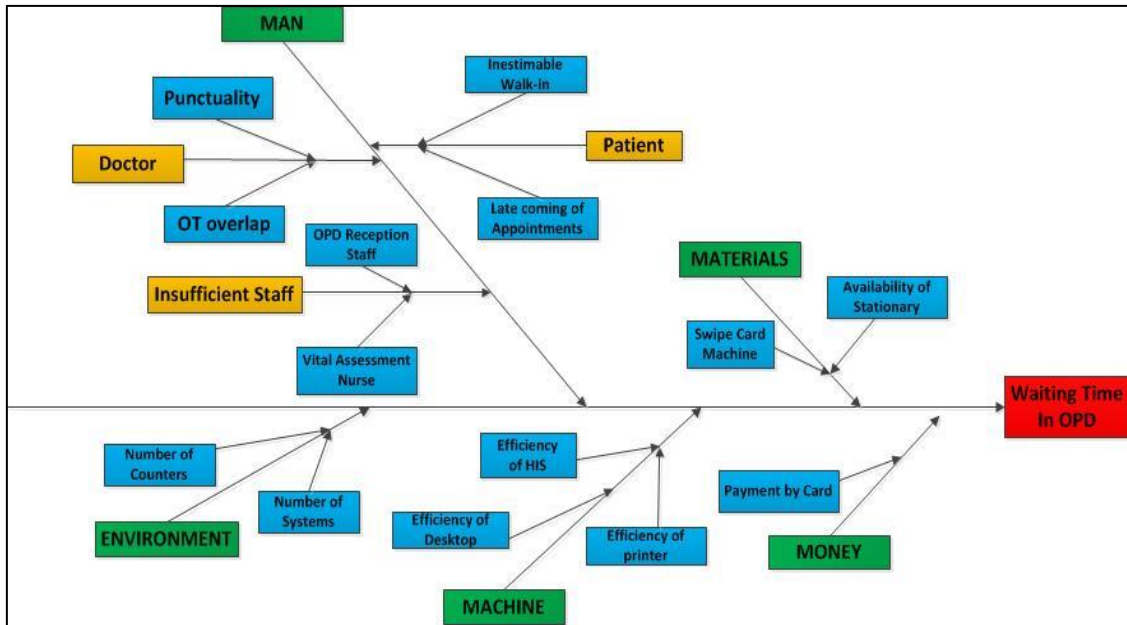 MAN
Inestimable
Walk-in
Punctuality
Patient
Doctor
Late coming of
Appointments
OT overlap
OPD Reception
Staff
MATERIALS
Insufficient Staff
Availability of
Stationary
Swipe Card
Machine
Vital Assessment
Nurse
Waiting Time
In OPD
Number of
Counters
Efficiency
of HIS
Payment by Card
Number of
Systems
Efficiency of
Desktop
Efficiency of
printer
ENVIRONMENT
MONEY
MACHINE